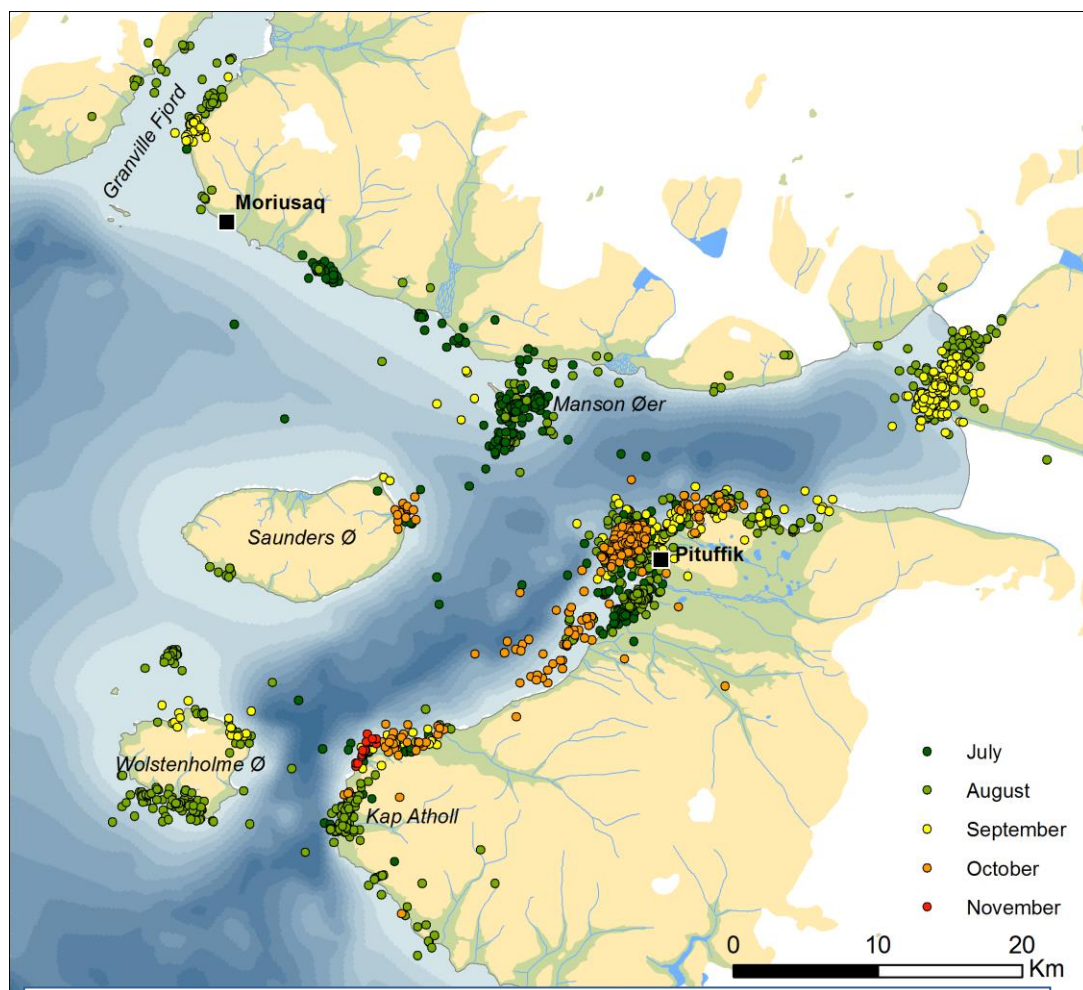 Granville Fjord
Moriusaq
Manson Øer
Saunders Ø
Pituffik
Wolstenholme Ø
Kap Atholl
July
August
September
October
November
0 10 20
Km